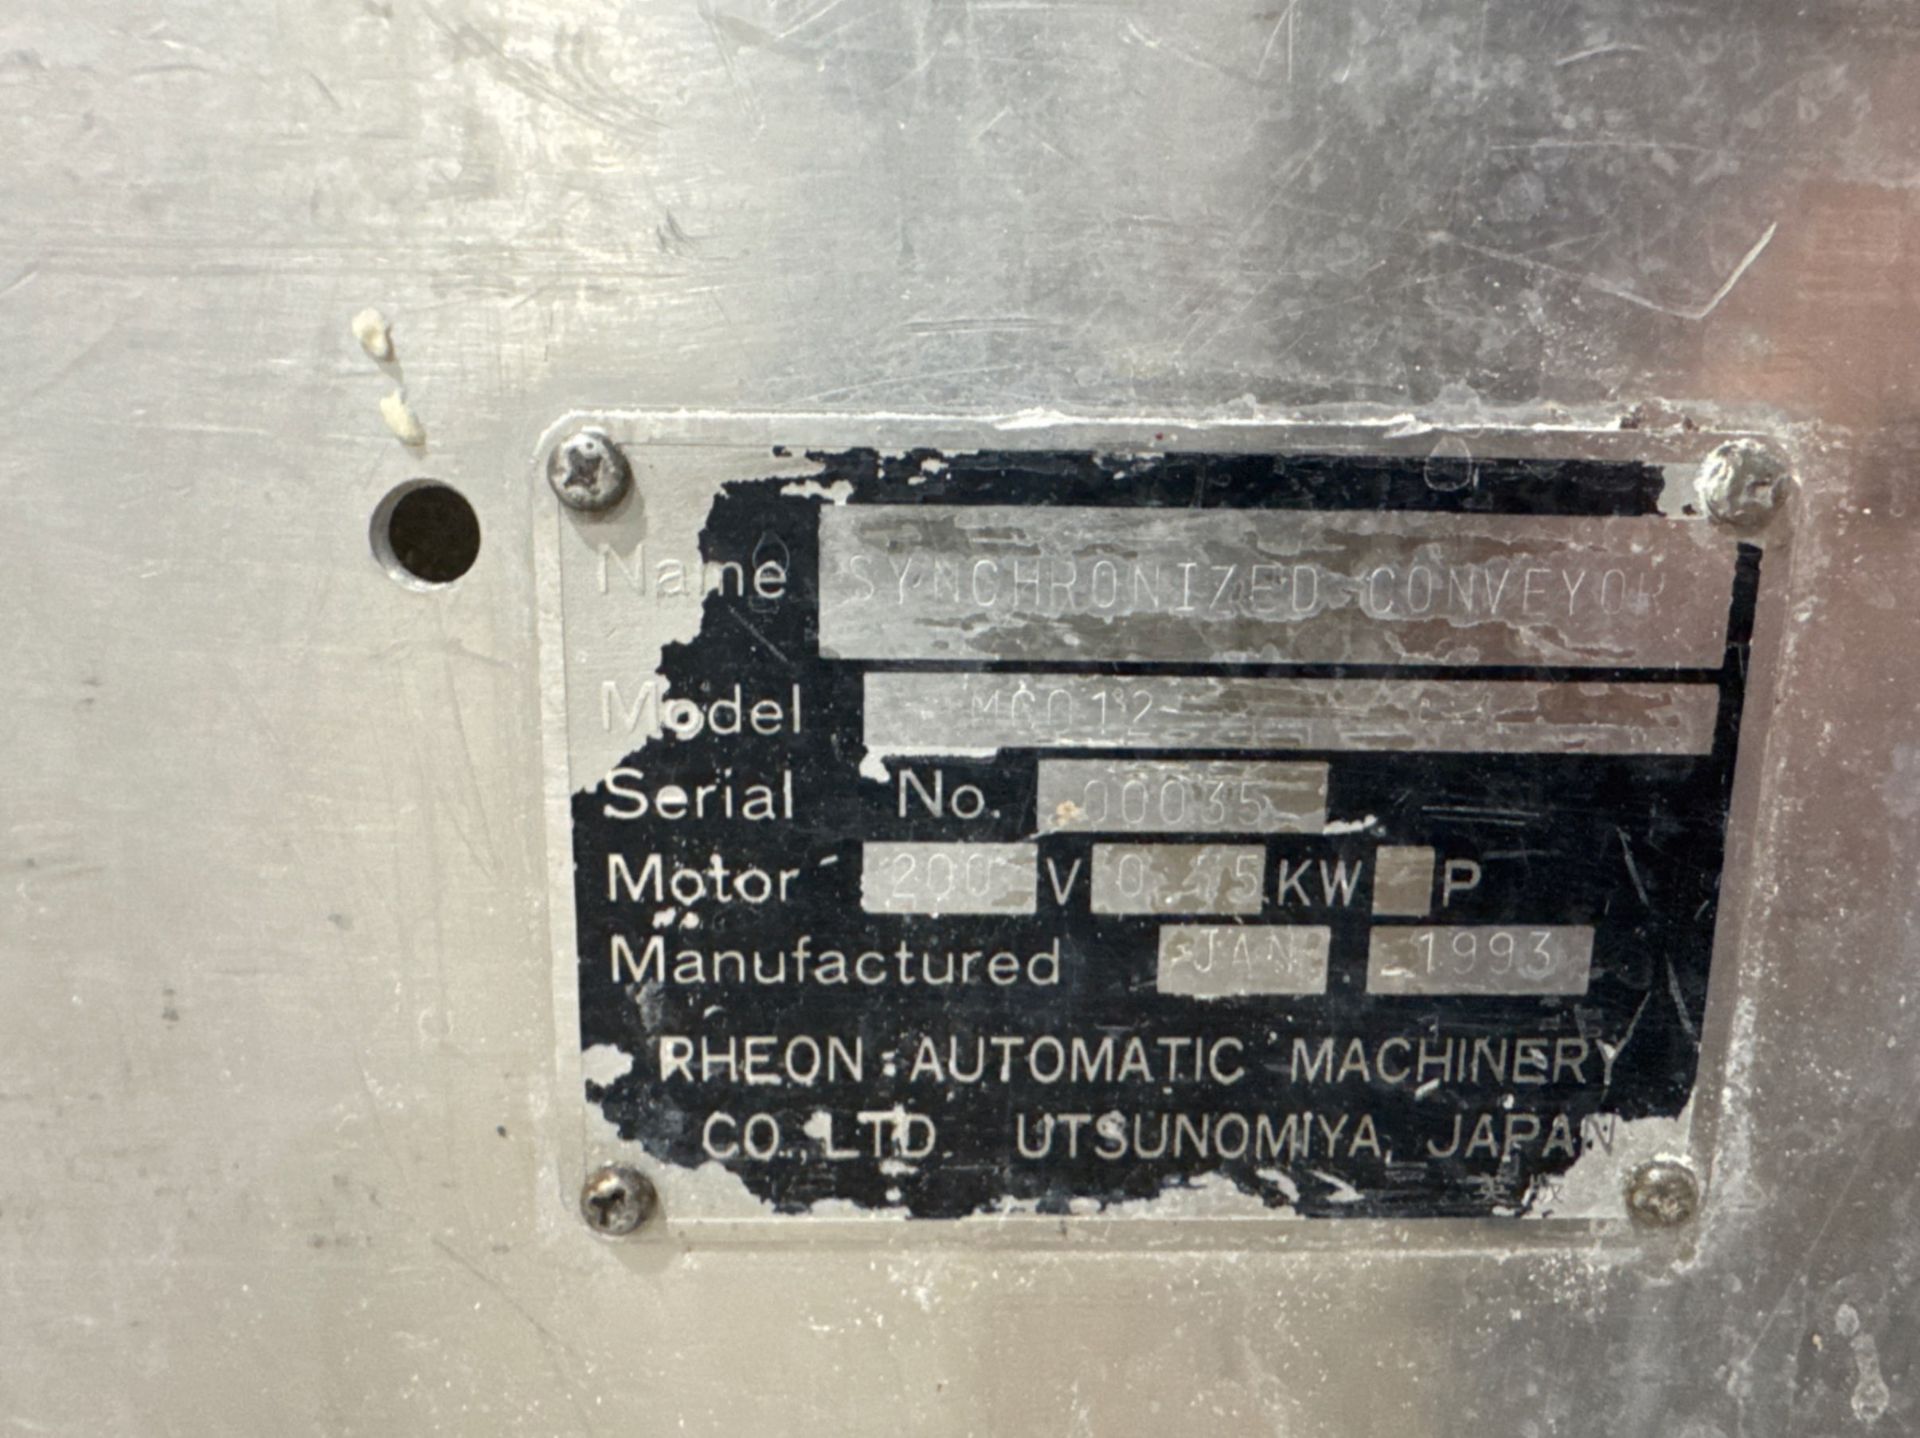 Name SYNCHRONIZED CONVEYOR
Model
Serial No. 00035
Motor 200 V KW P
Manufactured JAN 1993
RHEON AUTOMATIC MACHINERY
CO., LTD. UTSUNOMIYA, JAPAN